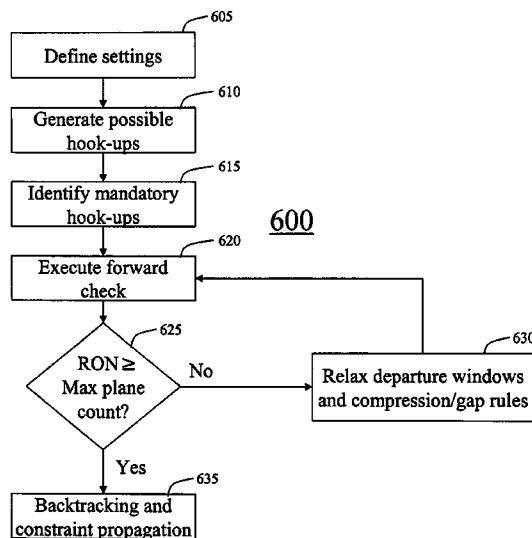 605
Define settings
610
Generate possible
hook-ups
615
Identify mandatory
hook-ups
600
620
Execute forward
check
625
RON ≥
Max plane
count?
No
630
Relax departure windows
and compression/gap rules
Yes
635
Backtracking and
constraint propagation